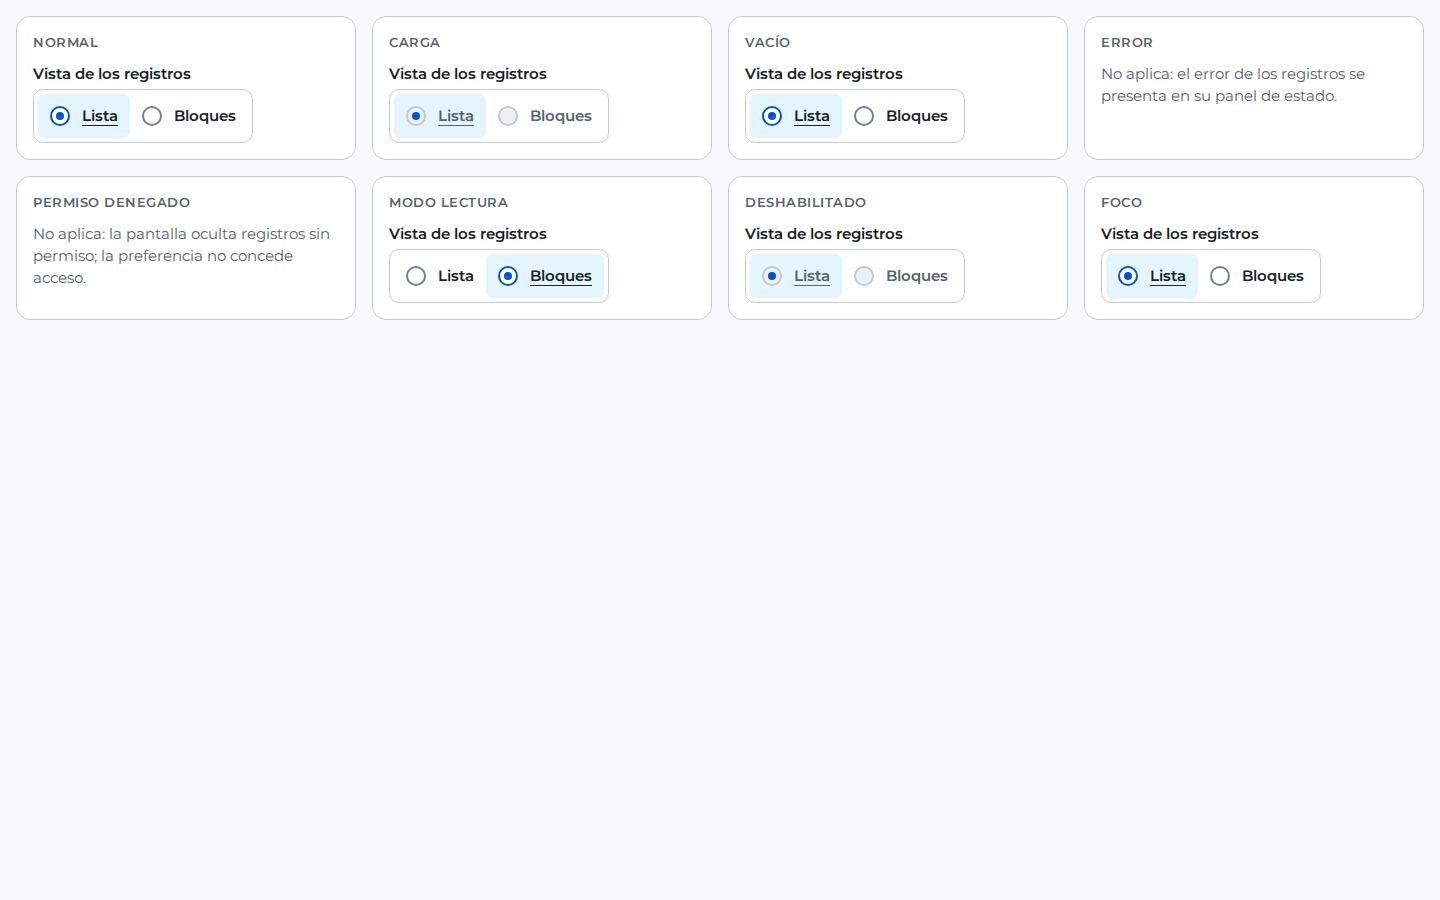 NORMAL
Vista de los registros
Lista
Bloques
CARGA
Vista de los registros
Lista
Bloques
VACÍO
Vista de los registros
Lista
Bloques
ERROR
No aplica: el error de los registros se
presenta en su panel de estado.
PERMISO DENEGADO
No aplica: la pantalla oculta registros sin
permiso; la preferencia no concede
acceso.
MODO LECTURA
Vista de los registros
Lista
Bloques
DESHABILITADO
Vista de los registros
Lista
Bloques
FOCO
Vista de los registros
Lista
Bloques